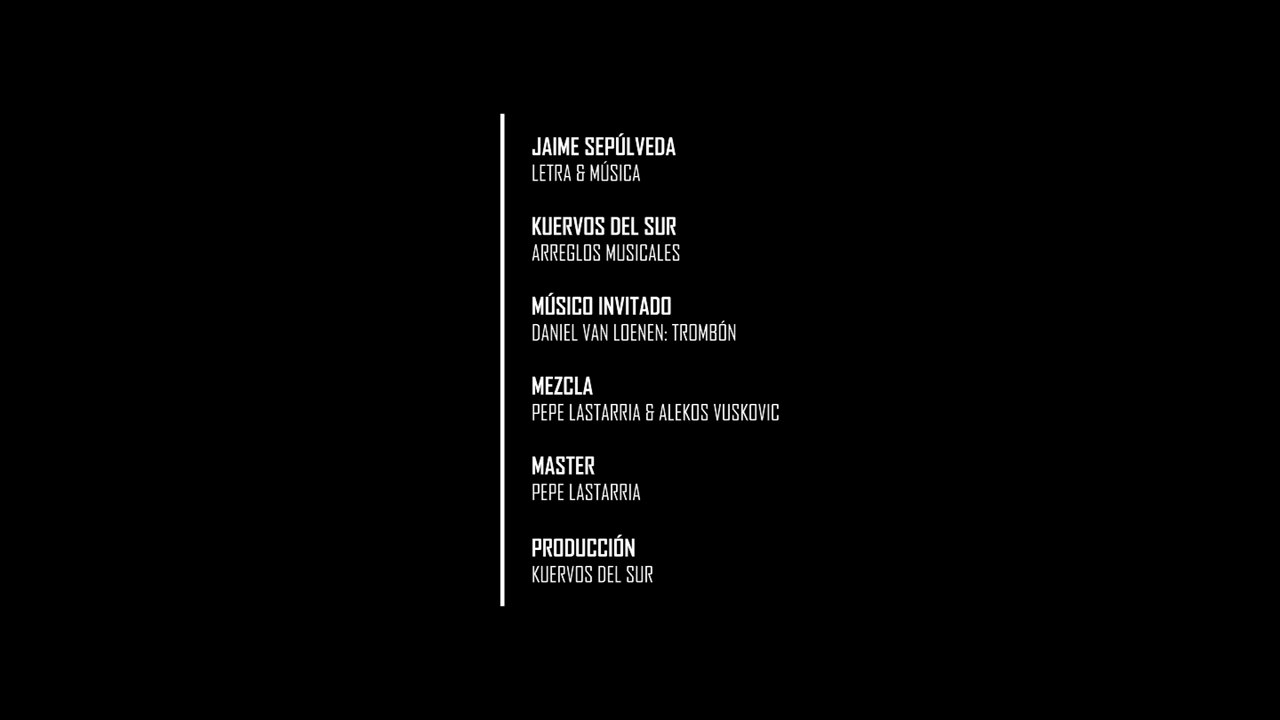 JAIME SEPÚLVEDA
LETRA & MÚSICA
KUERVOS DEL SUR
ARREGLOS MUSICALES
MÚSICO INVITADO
DANIEL VAN LOENEN: TROMBÓN
MEZCLA
PEPE LASTARRIA & ALEKOS VUSKOVIC
MASTER
PEPE LASTARRIA
PRODUCCIÓN
KUERVOS DEL SUR